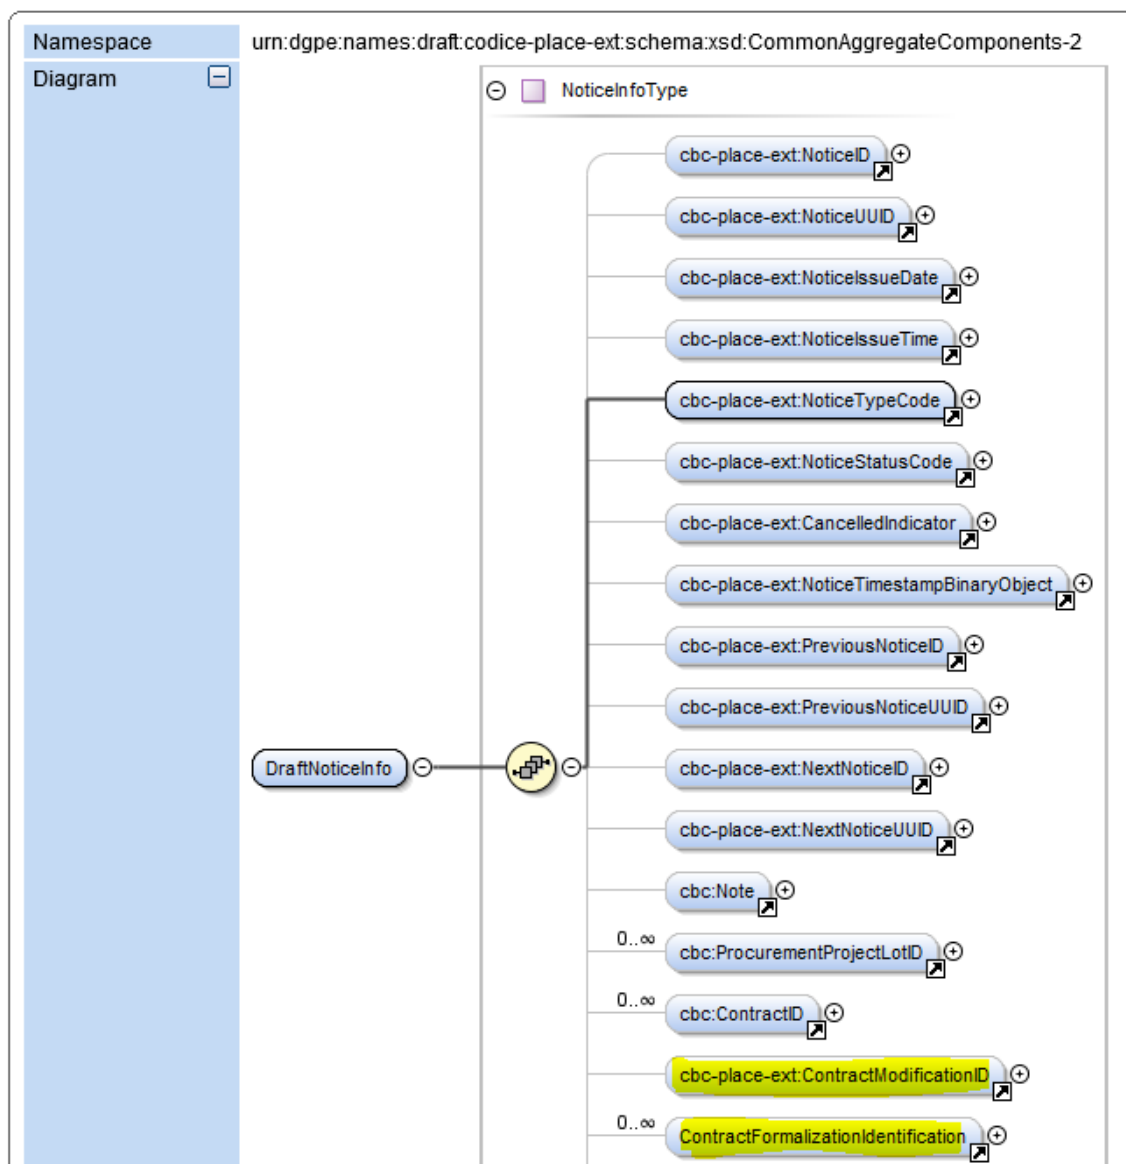 Namespace urn:dgpe:names:draft:codice-place-ext:schema:xsd:CommonAggregateComponents-2
Diagram
NoticeInfoType
cbc-place-ext:NoticeID
cbc-place-ext:NoticeUUID
cbc-place-ext:NoticeIssueDate
cbc-place-ext:NoticeIssueTime
cbc-place-ext:NoticeTypeCode
cbc-place-ext:NoticeStatusCode
cbc-place-ext:CancelledIndicator
cbc-place-ext:NoticeTimestampBinaryObject
cbc-place-ext:PreviousNoticeID
cbc-place-ext:PreviousNoticeUUID
DraftNoticeInfo
cbc-place-ext:NextNoticeID
cbc-place-ext:NextNoticeUUID
cbc:Note
0..∞
cbc:ProcurementProjectLotID
0..∞
cbc:ContractID
cbc-place-ext:ContractModificationID
0..∞
ContractFormalizationIdentification